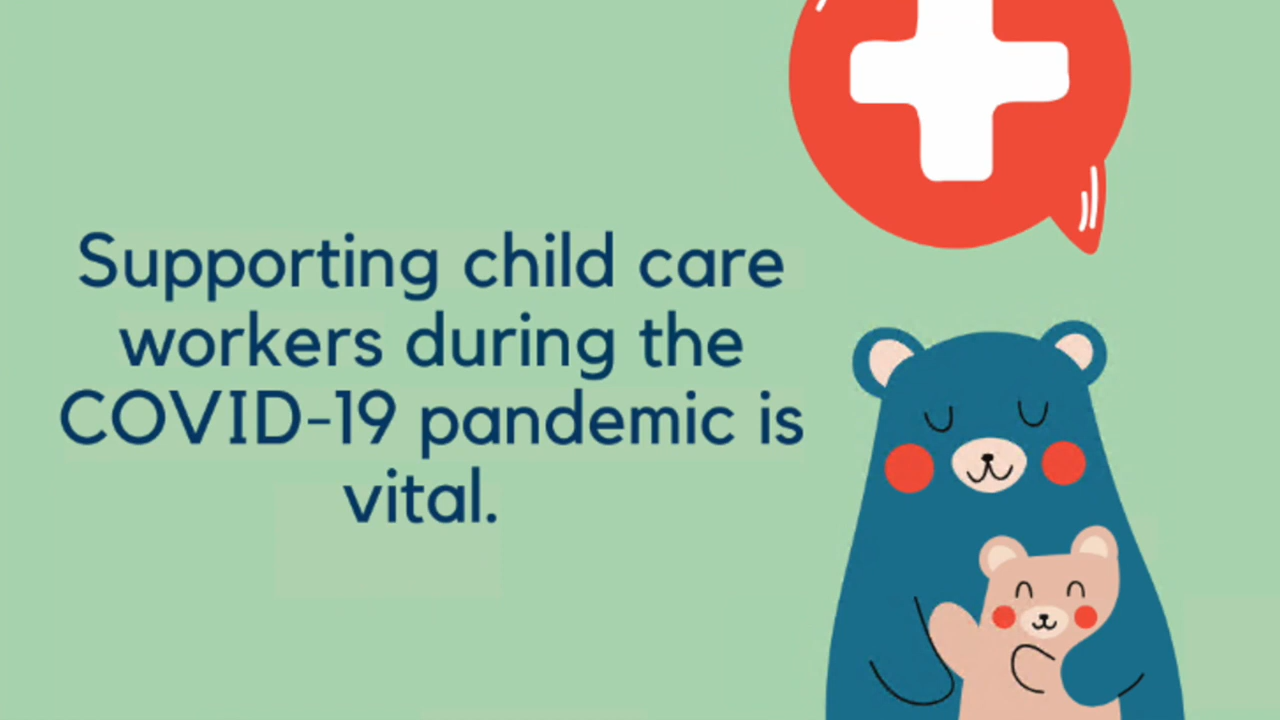 Supporting child care
workers during the
COVID-19 pandemic is
vital.